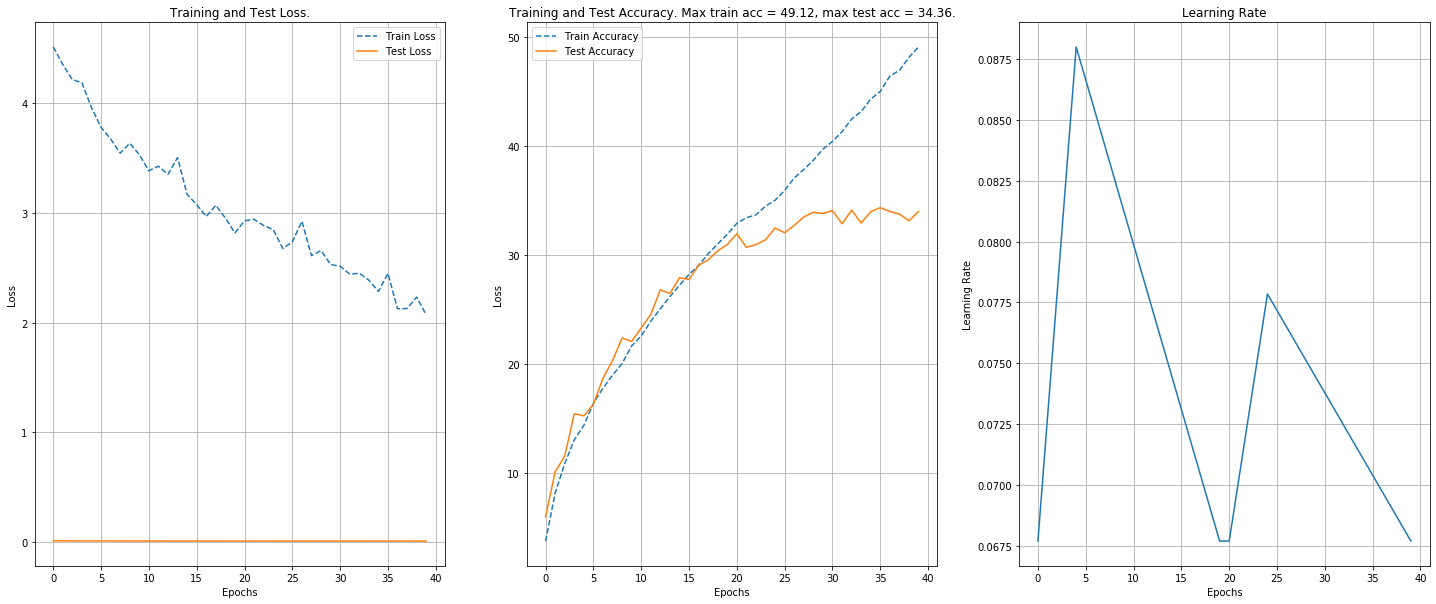 Training and Test Loss.
Train Loss
Test Loss
4
3
2
1
0
Loss
0 5 10 15 20 25 30 35 40
Epochs
Training and Test Accuracy. Max train acc = 49.12, max test acc = 34.36.
Train Accuracy
Test Accuracy
50
40
30
20
10
Loss
0 5 10 15 20 25 30 35 40
Epochs
Learning Rate
0.0875
0.0850
0.0825
0.0800
0.0775
0.0750
0.0725
0.0700
0.0675
Learning Rate
0 5 10 15 20 25 30 35 40
Epochs